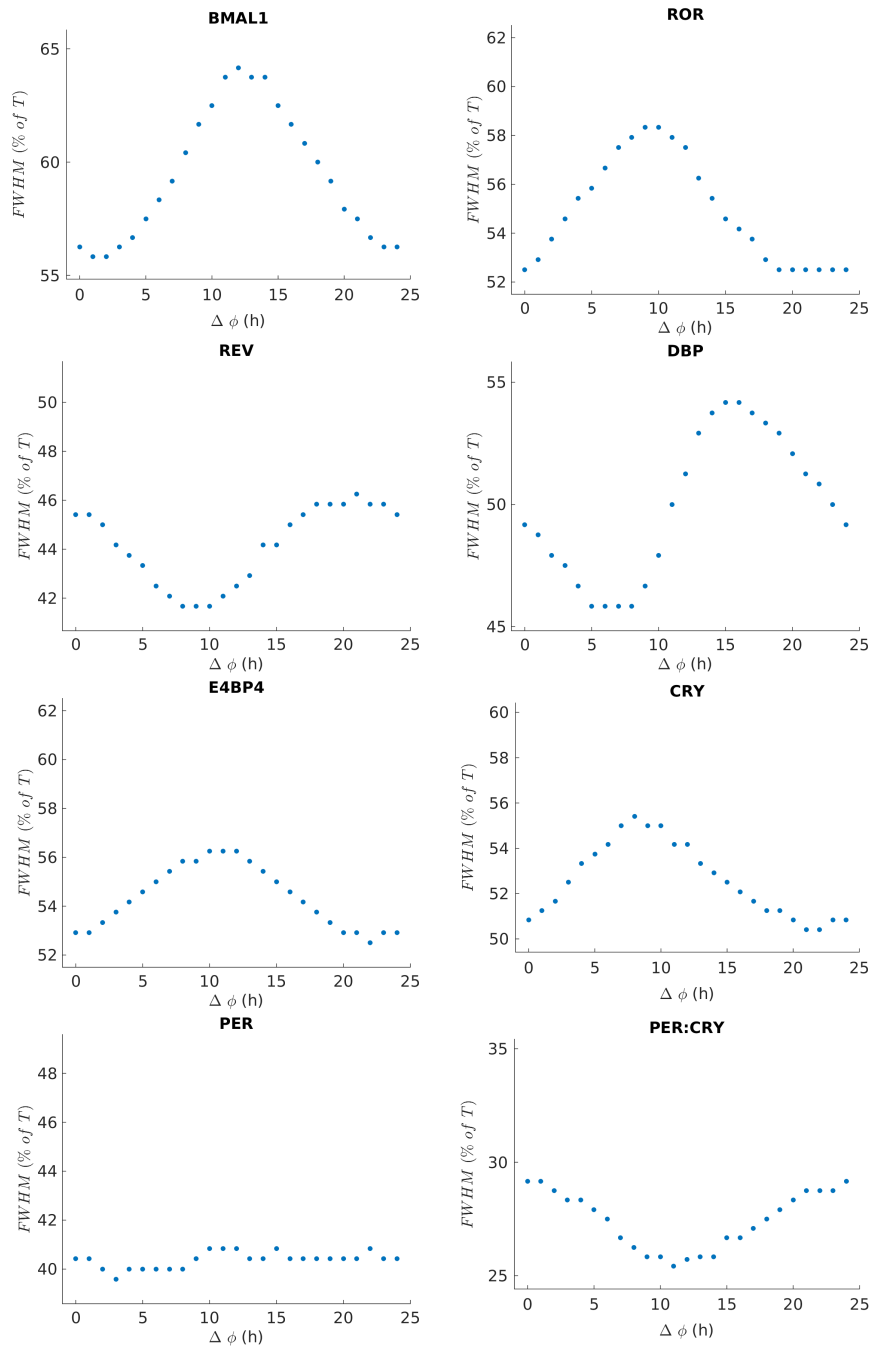 BMAL1
FWHM (% of T)
65
60
55
0 5 10 15 20 25
Δ ϕ (h)
ROR
FWHM (% of T)
62
60
58
56
54
52
0 5 10 15 20 25
Δ ϕ (h)
REV
FWHM (% of T)
50
48
46
44
42
0 5 10 15 20 25
Δ ϕ (h)
DBP
FWHM (% of T)
55
50
45
0 5 10 15 20 25
Δ ϕ (h)
E4BP4
FWHM (% of T)
62
60
58
56
54
52
0 5 10 15 20 25
Δ ϕ (h)
CRY
FWHM (% of T)
60
58
56
54
52
50
0 5 10 15 20 25
Δ ϕ (h)
PER
FWHM (% of T)
48
46
44
42
40
0 5 10 15 20 25
Δ ϕ (h)
PER:CRY
FWHM (% of T)
35
30
25
0 5 10 15 20 25
Δ ϕ (h)